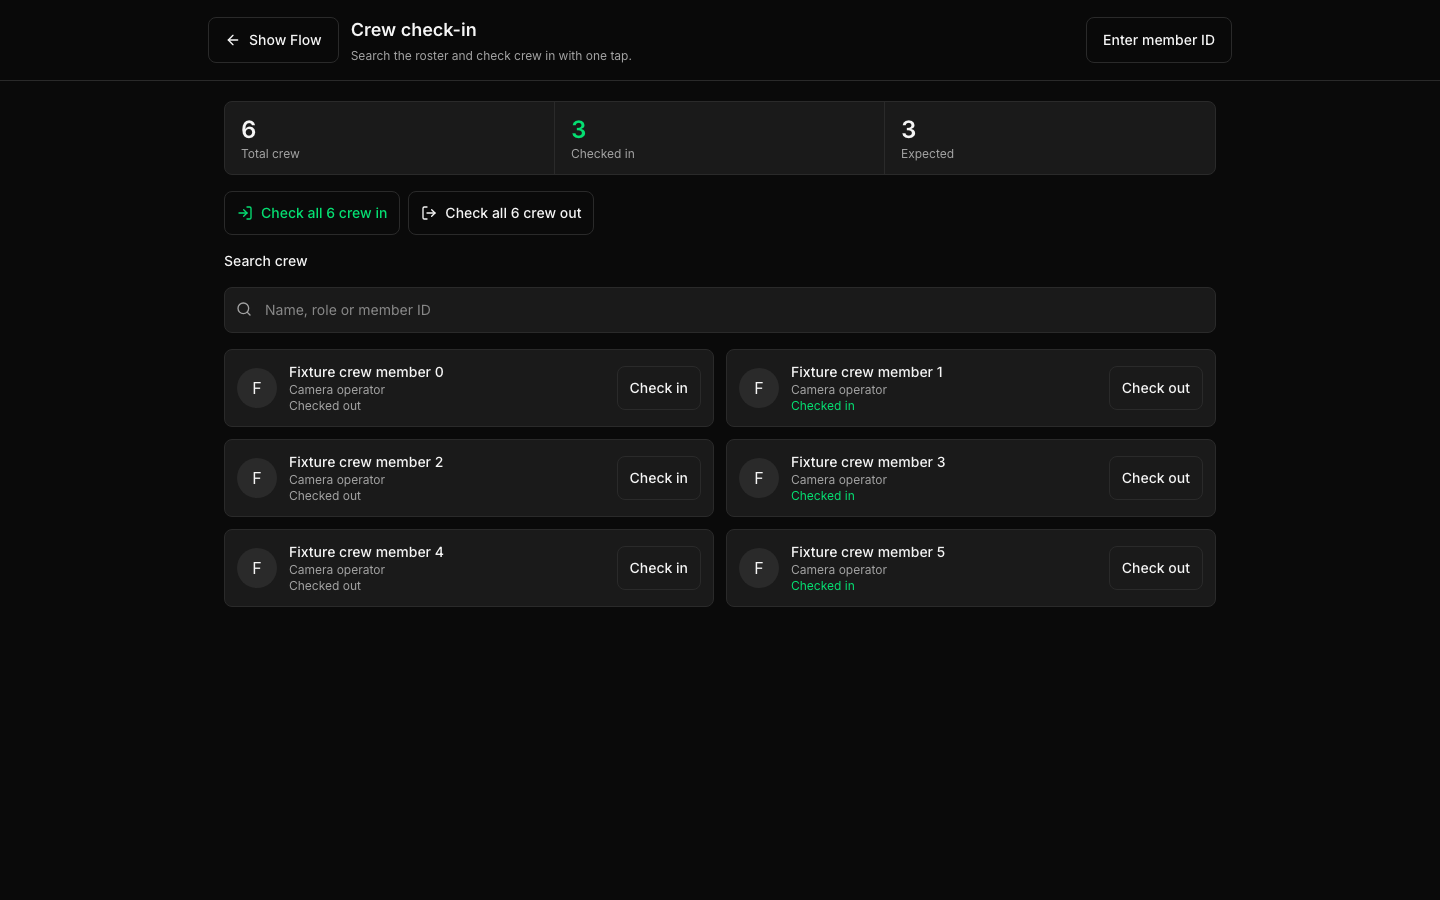 Show Flow
Crew check-in
Search the roster and check crew in with one tap.
Enter member ID
6
Total crew
3
Checked in
3
Expected
Check all 6 crew in
Check all 6 crew out
Search crew
Name, role or member ID
F
Fixture crew member 0
Camera operator
Checked out
Check in
F
Fixture crew member 1
Camera operator
Checked in
Check out
F
Fixture crew member 2
Camera operator
Checked out
Check in
F
Fixture crew member 3
Camera operator
Checked in
Check out
F
Fixture crew member 4
Camera operator
Checked out
Check in
F
Fixture crew member 5
Camera operator
Checked in
Check out